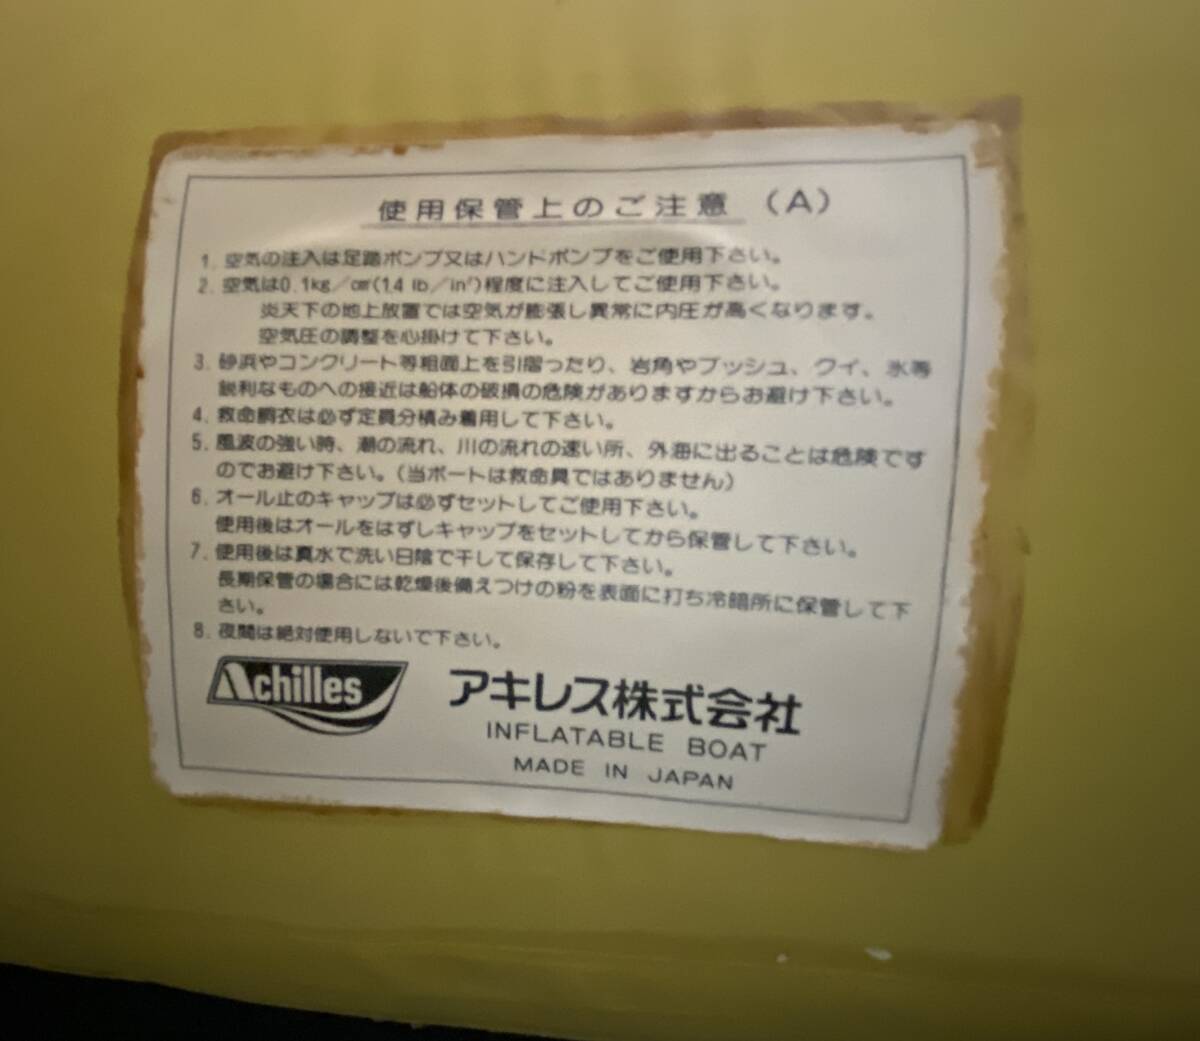 使用保管上のご注意 (A)
1. 空気の注入は足踏ポンプ又はハンドポンプをご使用下さい。
2. 空気は0.1kg/c㎡(1.4 lb/in²)程度に注入してご使用下さい。
炎天下の地上放置では空気が膨張し異常に内圧が高くなります。
空気圧の調整を心掛けて下さい。
3. 砂浜やコンクリート等粗面上を引摺ったり、岩角やブッシュ、クイ、氷等
鋭利なものへの接近は船体の破損の危険がありますからお避け下さい。
4. 救命胴衣は必ず定員分積み着用して下さい。
5. 風波の強い時、潮の流れ、川の流れの速い所、外海に出ることは危険です
のでお避け下さい。(当ボートは救命具ではありません)
6. オール止のキャップは必ずセットしてご使用下さい。
使用後はオールをはずしキャップをセットしてから保管して下さい。
7. 使用後は真水で洗い日陰で干して保存して下さい。
長期保管の場合には乾燥後備えつけの粉を表面に打ち冷暗所に保管して下
さい。
8. 夜間は絶対使用しないで下さい。
Achilles アキレス株式会社
INFLATABLE BOAT
MADE IN JAPAN